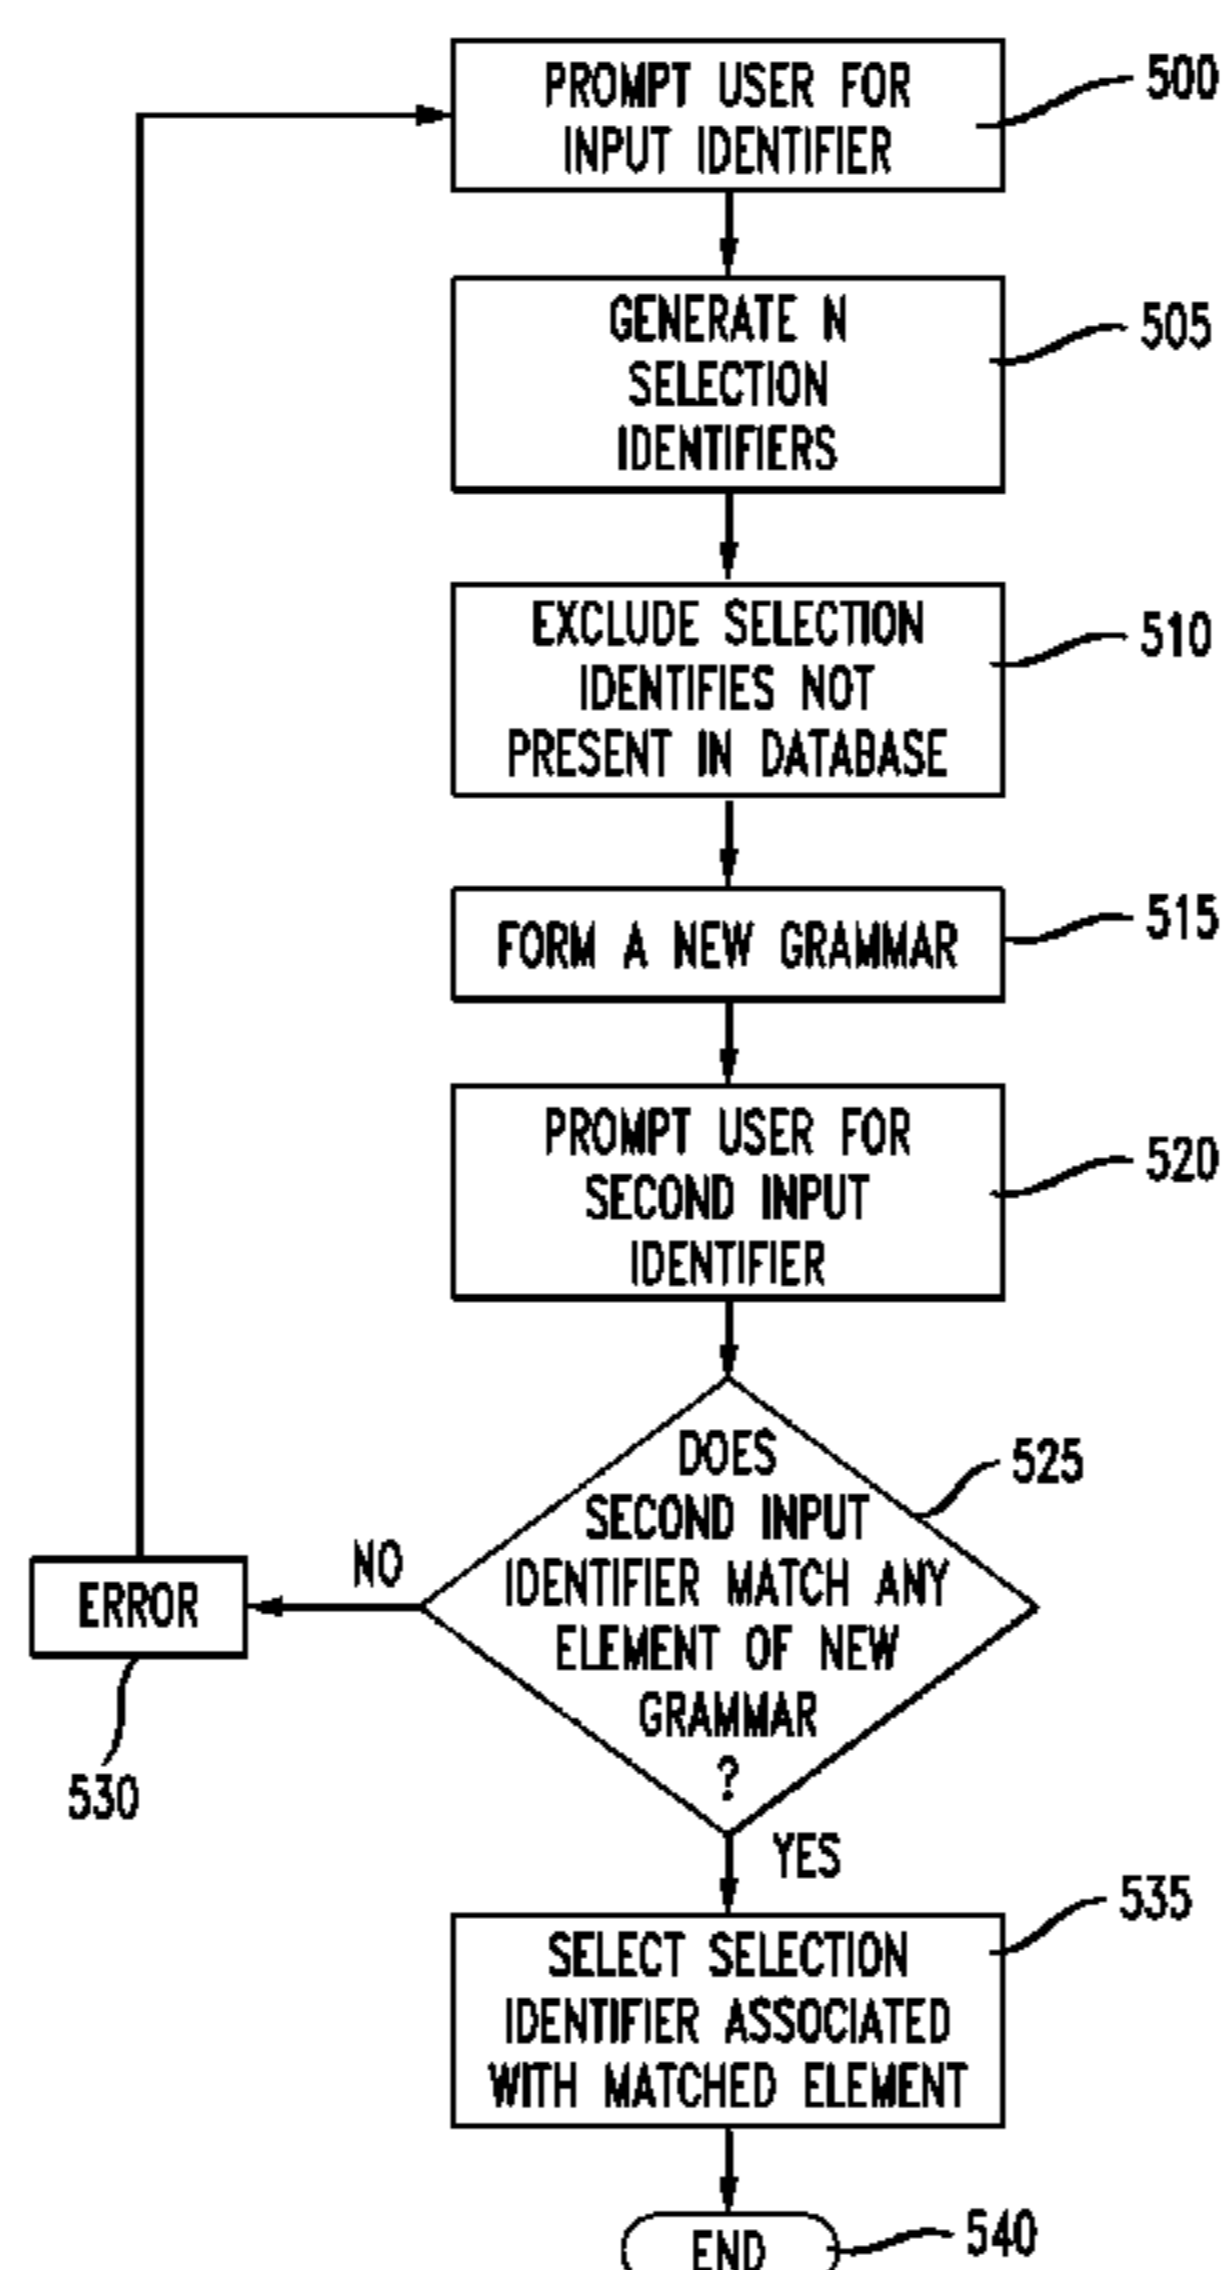 PROMPT USER FOR
INPUT IDENTIFIER
500
GENERATE N
SELECTION
IDENTIFIERS
505
EXCLUDE SELECTION
IDENTIFIES NOT
PRESENT IN DATABASE
510
FORM A NEW GRAMMAR
515
PROMPT USER FOR
SECOND INPUT
IDENTIFIER
520
DOES
SECOND INPUT
IDENTIFIER MATCH ANY
ELEMENT OF NEW
GRAMMAR
?
525
NO
ERROR
530
YES
SELECT SELECTION
IDENTIFIER ASSOCIATED
WITH MATCHED ELEMENT
535
END
540